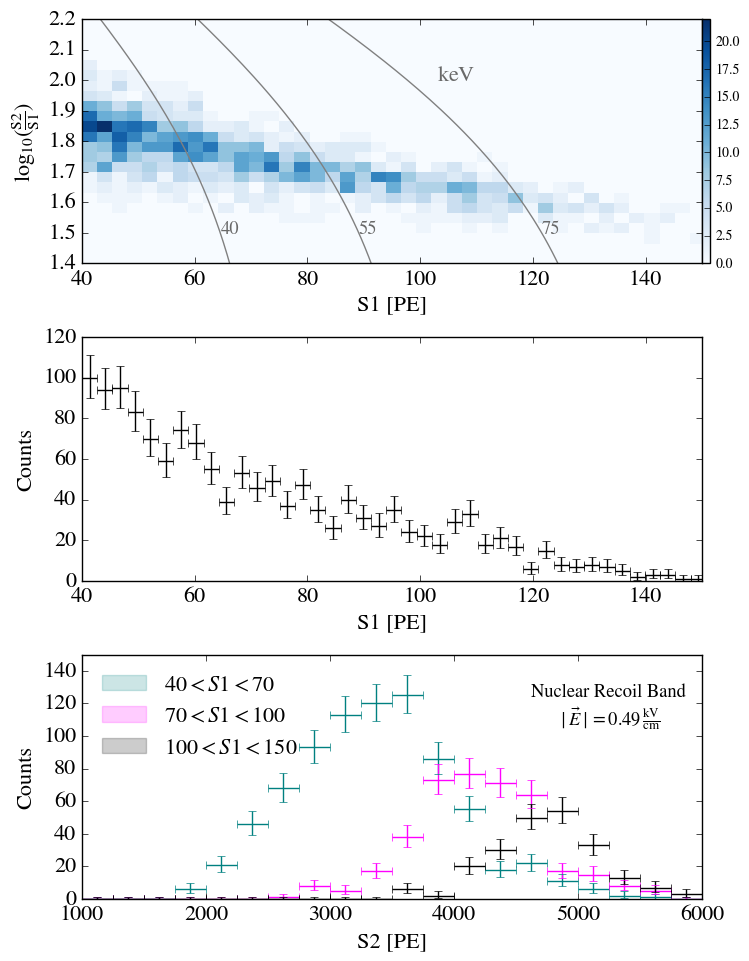 2.2
2.1
2.0
1.9
1.8
1.7
1.6
1.5
1.4
log₁₀(S2/S1)
keV
40
55
75
20.0
17.5
15.0
12.5
10.0
7.5
5.0
2.5
0.0
40 60 80 100 120 140
S1 [PE]
120
100
80
60
40
20
0
Counts
40 60 80 100 120 140
S1 [PE]
140
120
100
80
60
40
20
0
Counts
40 < S1 < 70
70 < S1 < 100
100 < S1 < 150
Nuclear Recoil Band
| E⃗ | = 0.49 kV/cm
1000 2000 3000 4000 5000 6000
S2 [PE]